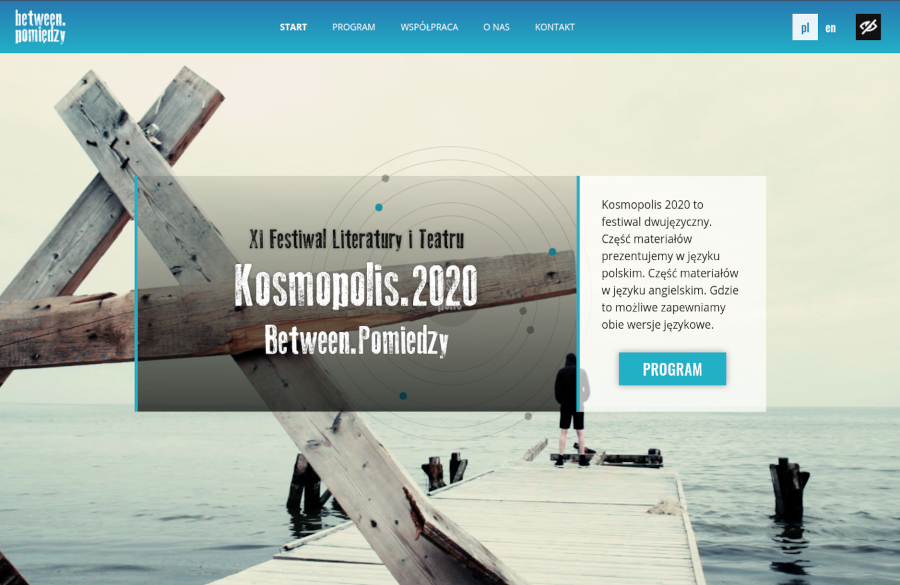 between.
pomiędzy
START PROGRAM WSPÓŁPRACA O NAS KONTAKT
pl en
XI Festiwal Literatury i Teatru
Kosmopolis.2020
Between.Pomiedzy
Kosmopolis 2020 to
festiwal dwujęzyczny.
Część materiałów
prezentujemy w języku
polskim. Część materiałów
w języku angielskim. Gdzie
to możliwe zapewniamy
obie wersje językowe.
PROGRAM